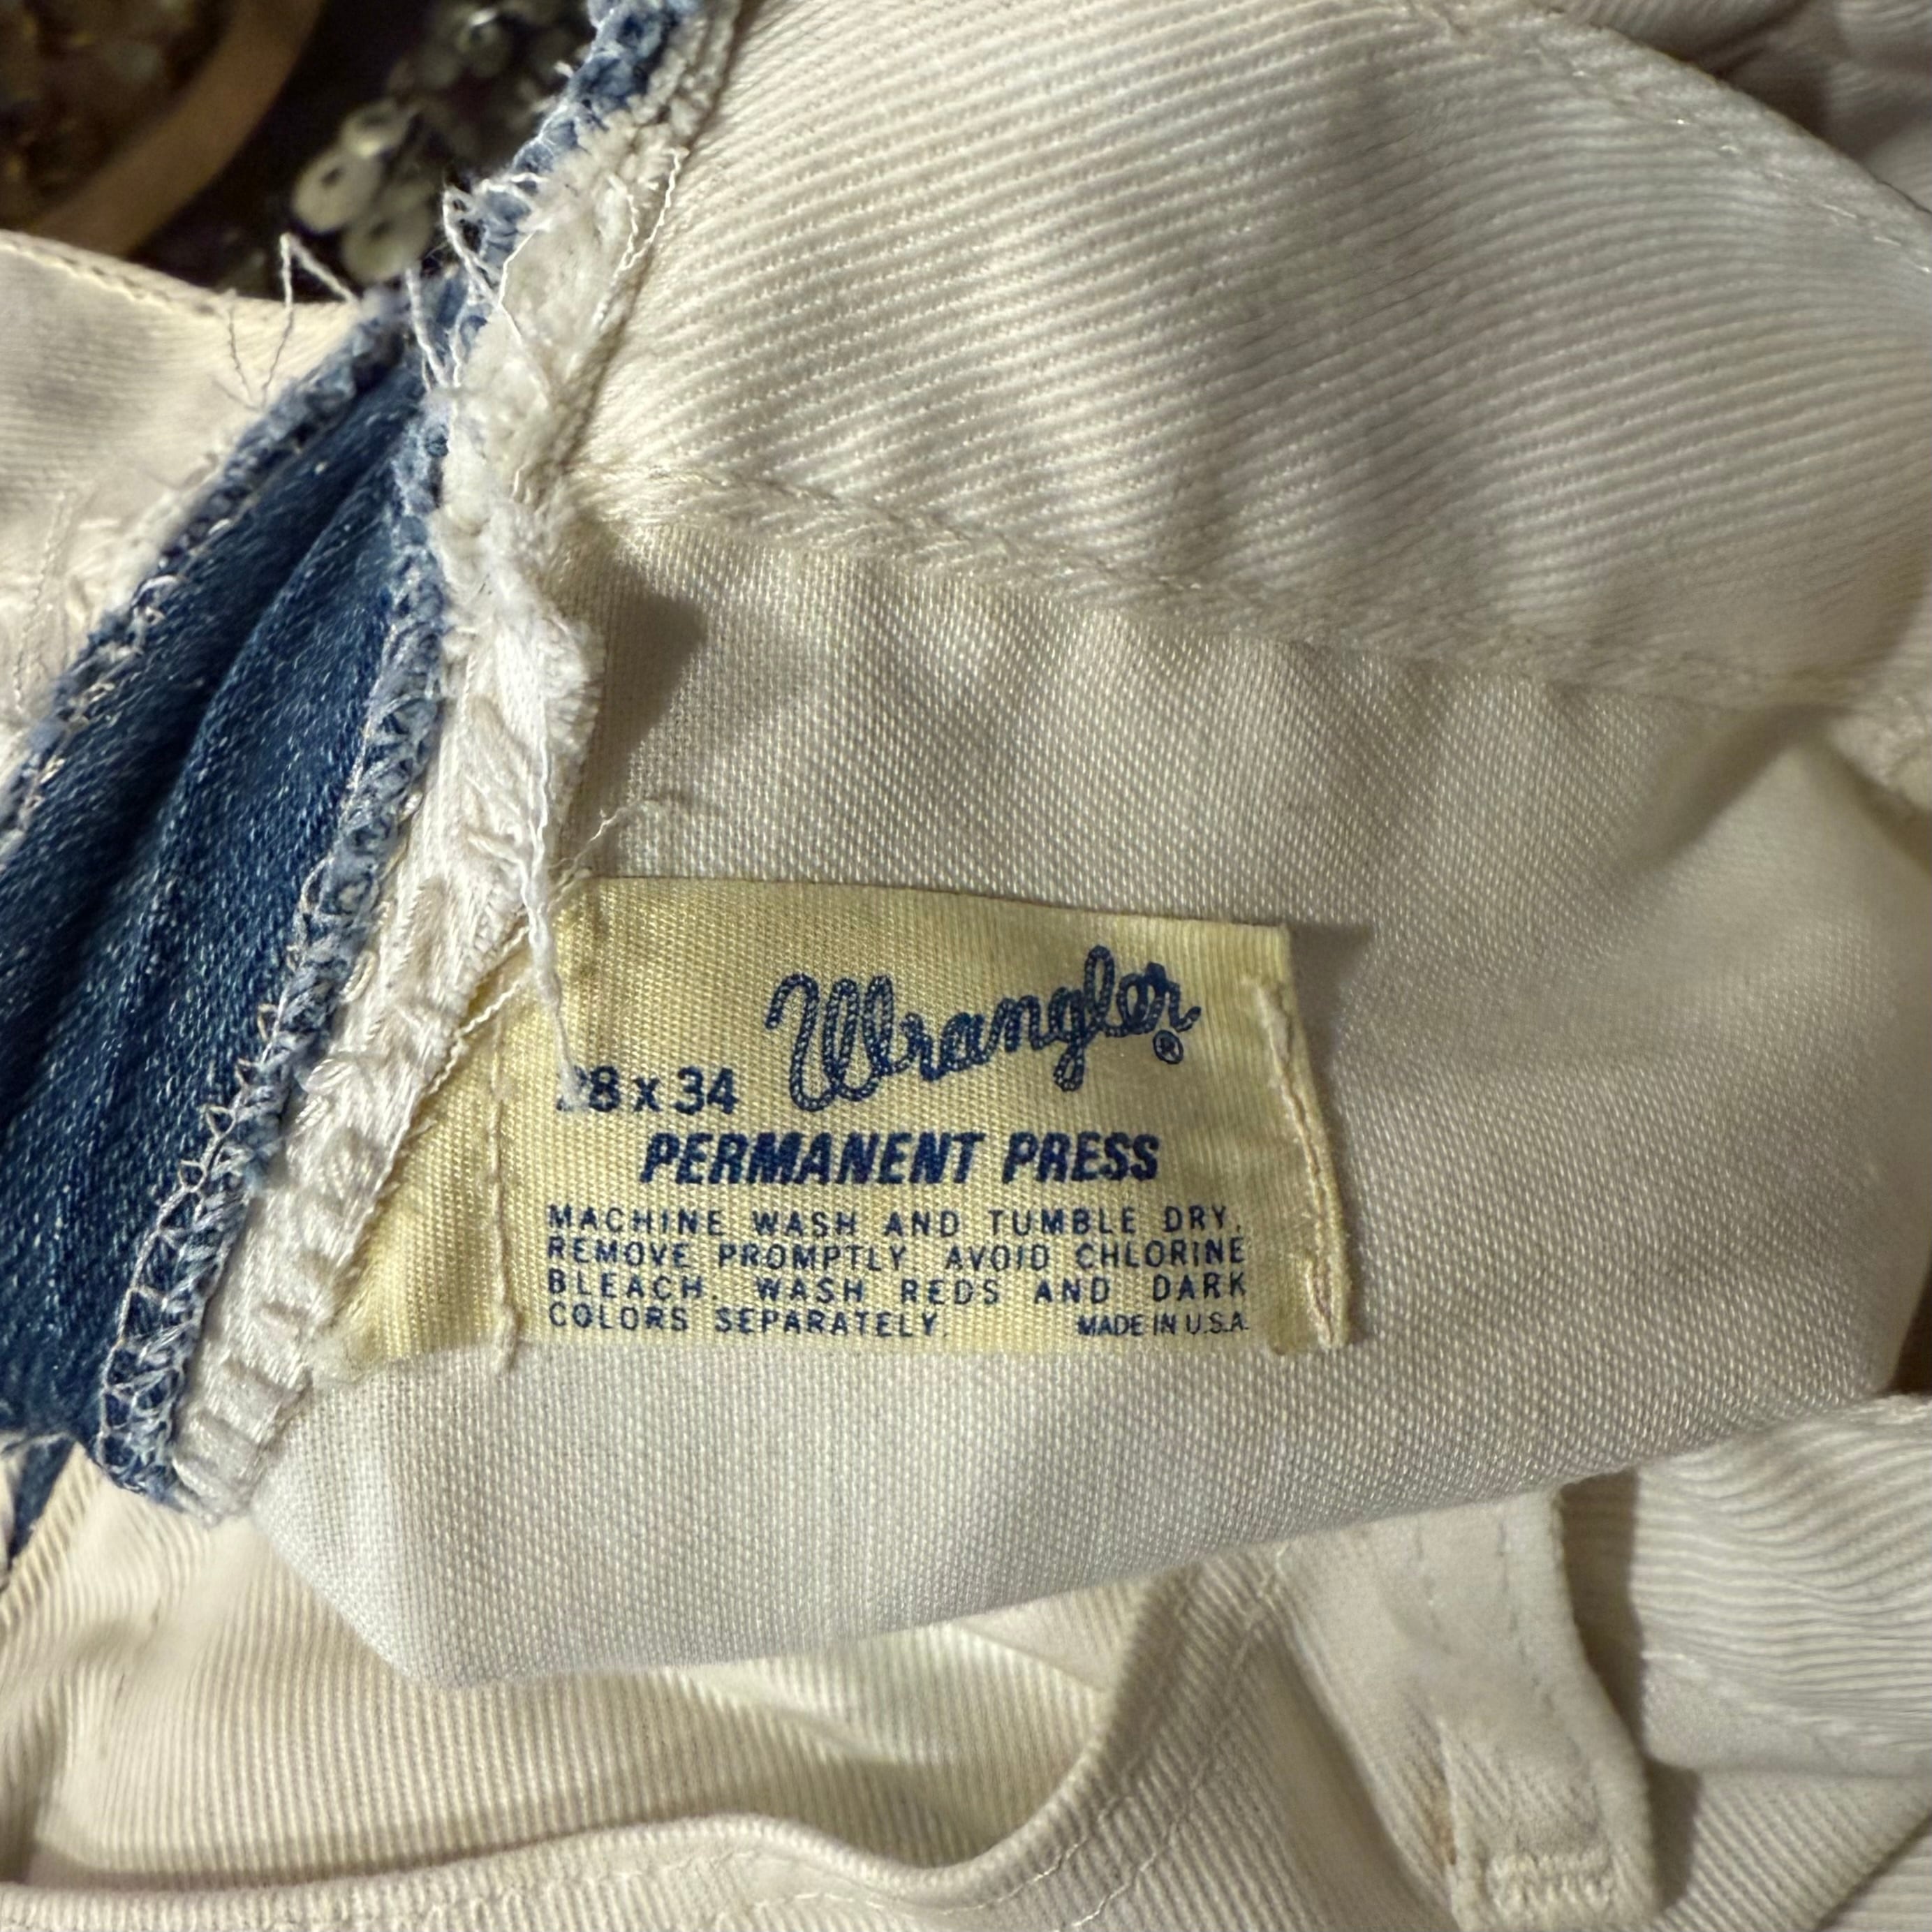 Wrangler®
28 x 34
PERMANENT PRESS
MACHINE WASH AND TUMBLE DRY.
REMOVE PROMPTLY. AVOID CHLORINE
BLEACH. WASH REDS AND DARK
COLORS SEPARATELY. MADE IN U.S.A.